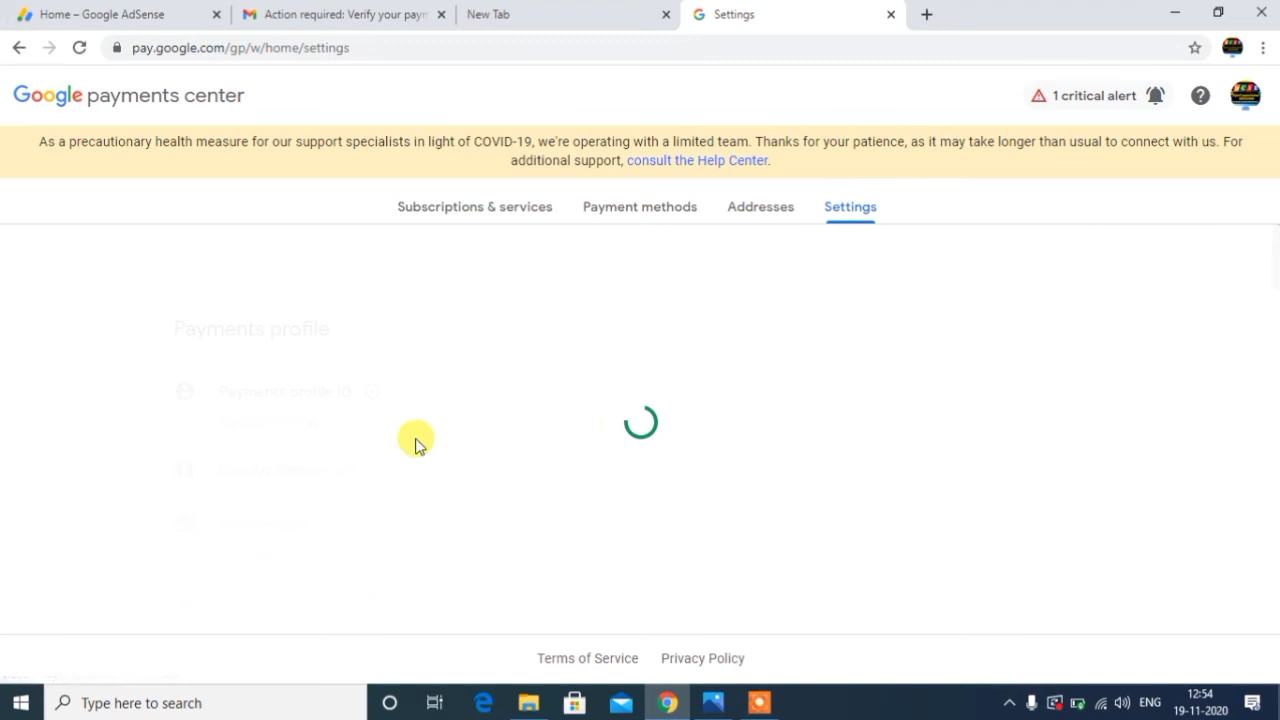 Home – Google AdSense
Action required: Verify your paym
New Tab
Settings
pay.google.com/gp/w/home/settings
Google payments center
1 critical alert
As a precautionary health measure for our support specialists in light of COVID-19, we're operating with a limited team. Thanks for your patience, as it may take longer than usual to connect with us. For
additional support, consult the Help Center.
Subscriptions & services
Payment methods
Addresses
Settings
Payments profile
Payments profile ID
Terms of Service
Privacy Policy
Type here to search
ENG
12:54
19-11-2020